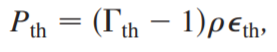 P_th = (Γ_th − 1)ρϵ_th,